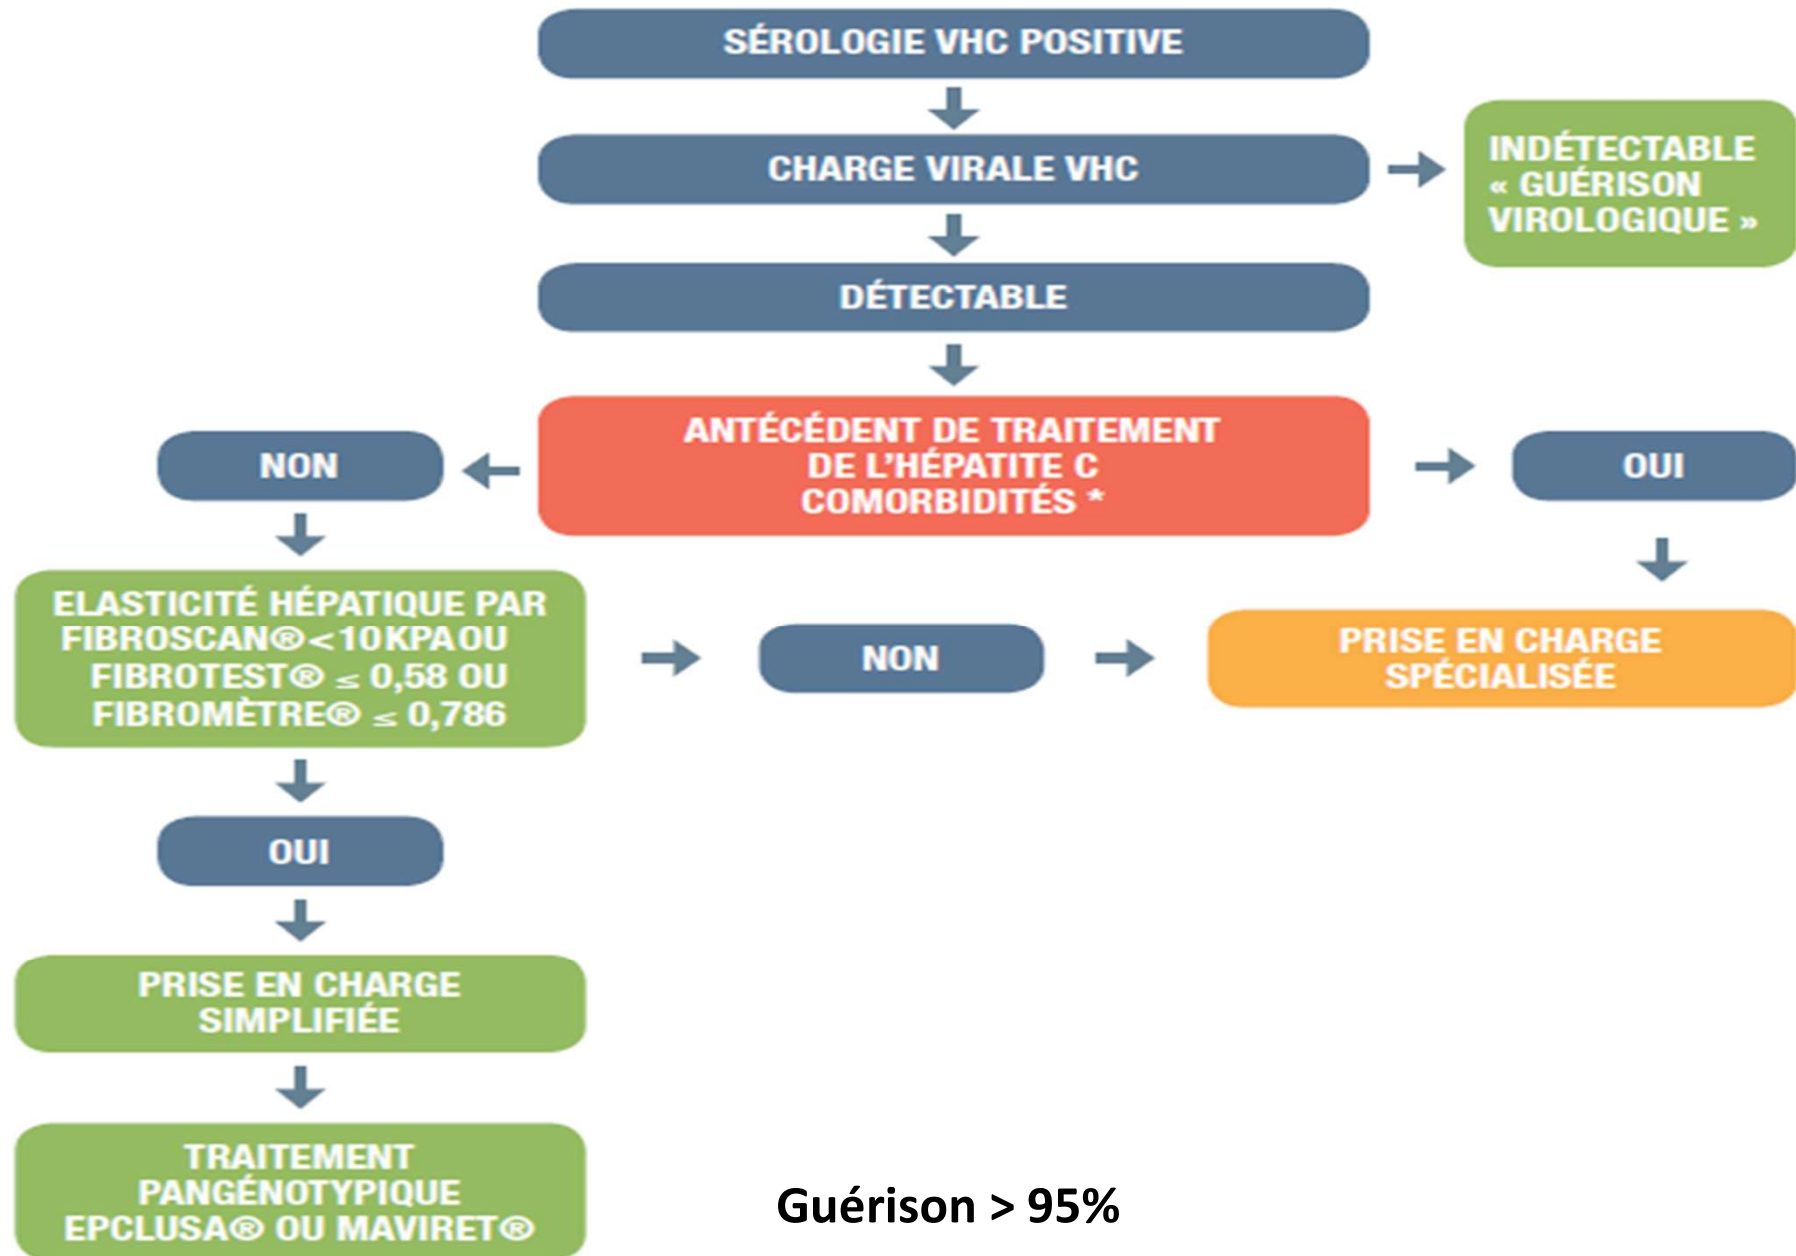 SÉROLOGIE VHC POSITIVE
CHARGE VIRALE VHC
INDÉTECTABLE
« GUÉRISON
VIROLOGIQUE »
DÉTECTABLE
ANTÉCÉDENT DE TRAITEMENT
DE L'HÉPATITE C
COMORBIDITÉS *
NON
OUI
ELASTICITÉ HÉPATIQUE PAR
FIBROSCAN®<10KPA OU
FIBROTEST® ≤ 0,58 OU
FIBROMÈTRE® ≤ 0,786
NON
PRISE EN CHARGE
SPÉCIALISÉE
OUI
PRISE EN CHARGE
SIMPLIFIÉE
TRAITEMENT
PANGÉNOTYPIQUE
EPCLUSA® OU MAVIRET®
Guérison > 95%